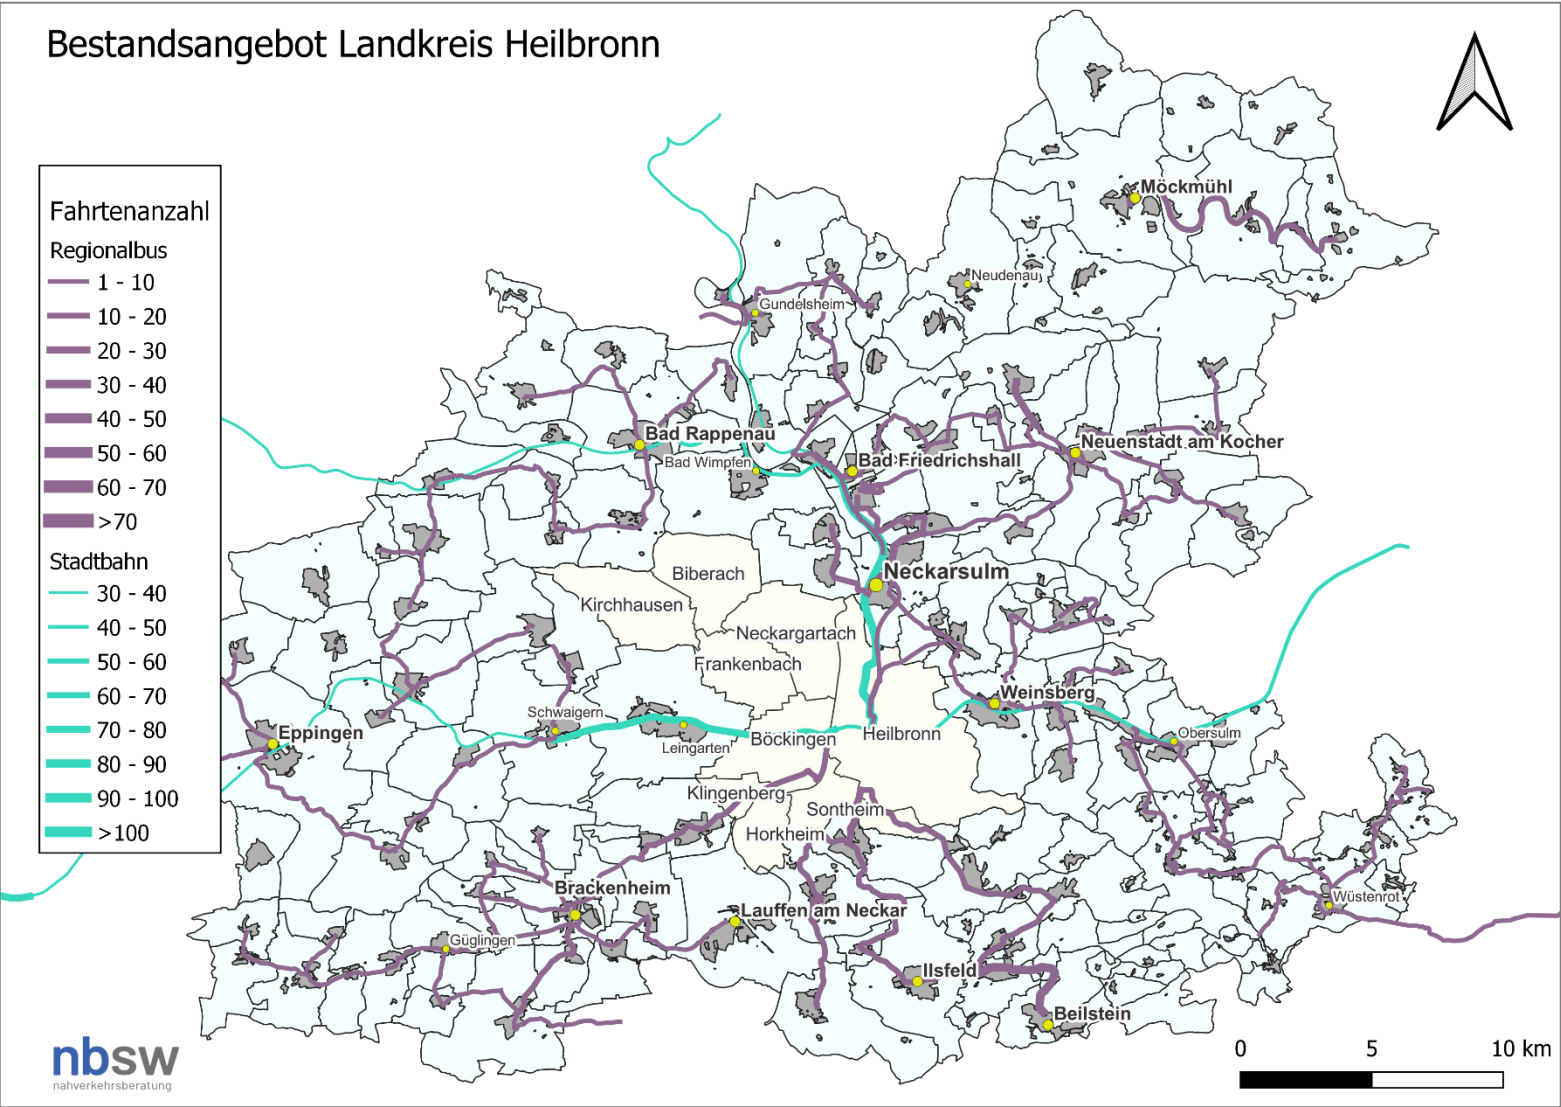 Bestandsangebot Landkreis Heilbronn
Fahrtenanzahl
Regionalbus
1 - 10
10 - 20
20 - 30
30 - 40
40 - 50
50 - 60
60 - 70
>70
Stadtbahn
30 - 40
40 - 50
50 - 60
60 - 70
70 - 80
80 - 90
90 - 100
>100
Möckmühl
Neudenau
Gundelsheim
Bad Rappenau
Neuenstadt am Kocher
Bad Wimpfen
Bad Friedrichshall
Neckarsulm
Biberach
Kirchhausen
Neckargartach
Frankenbach
Weinsberg
Schwaigern
Eppingen
Leingarten
Böckingen
Heilbronn
Obersulm
Klingenberg
Sontheim
Horkheim
Brackenheim
Wüstenrot
Lauffen am Neckar
Güglingen
Ilsfeld
Beilstein
nbsw
nahverkehrsberatung
0 5 10 km